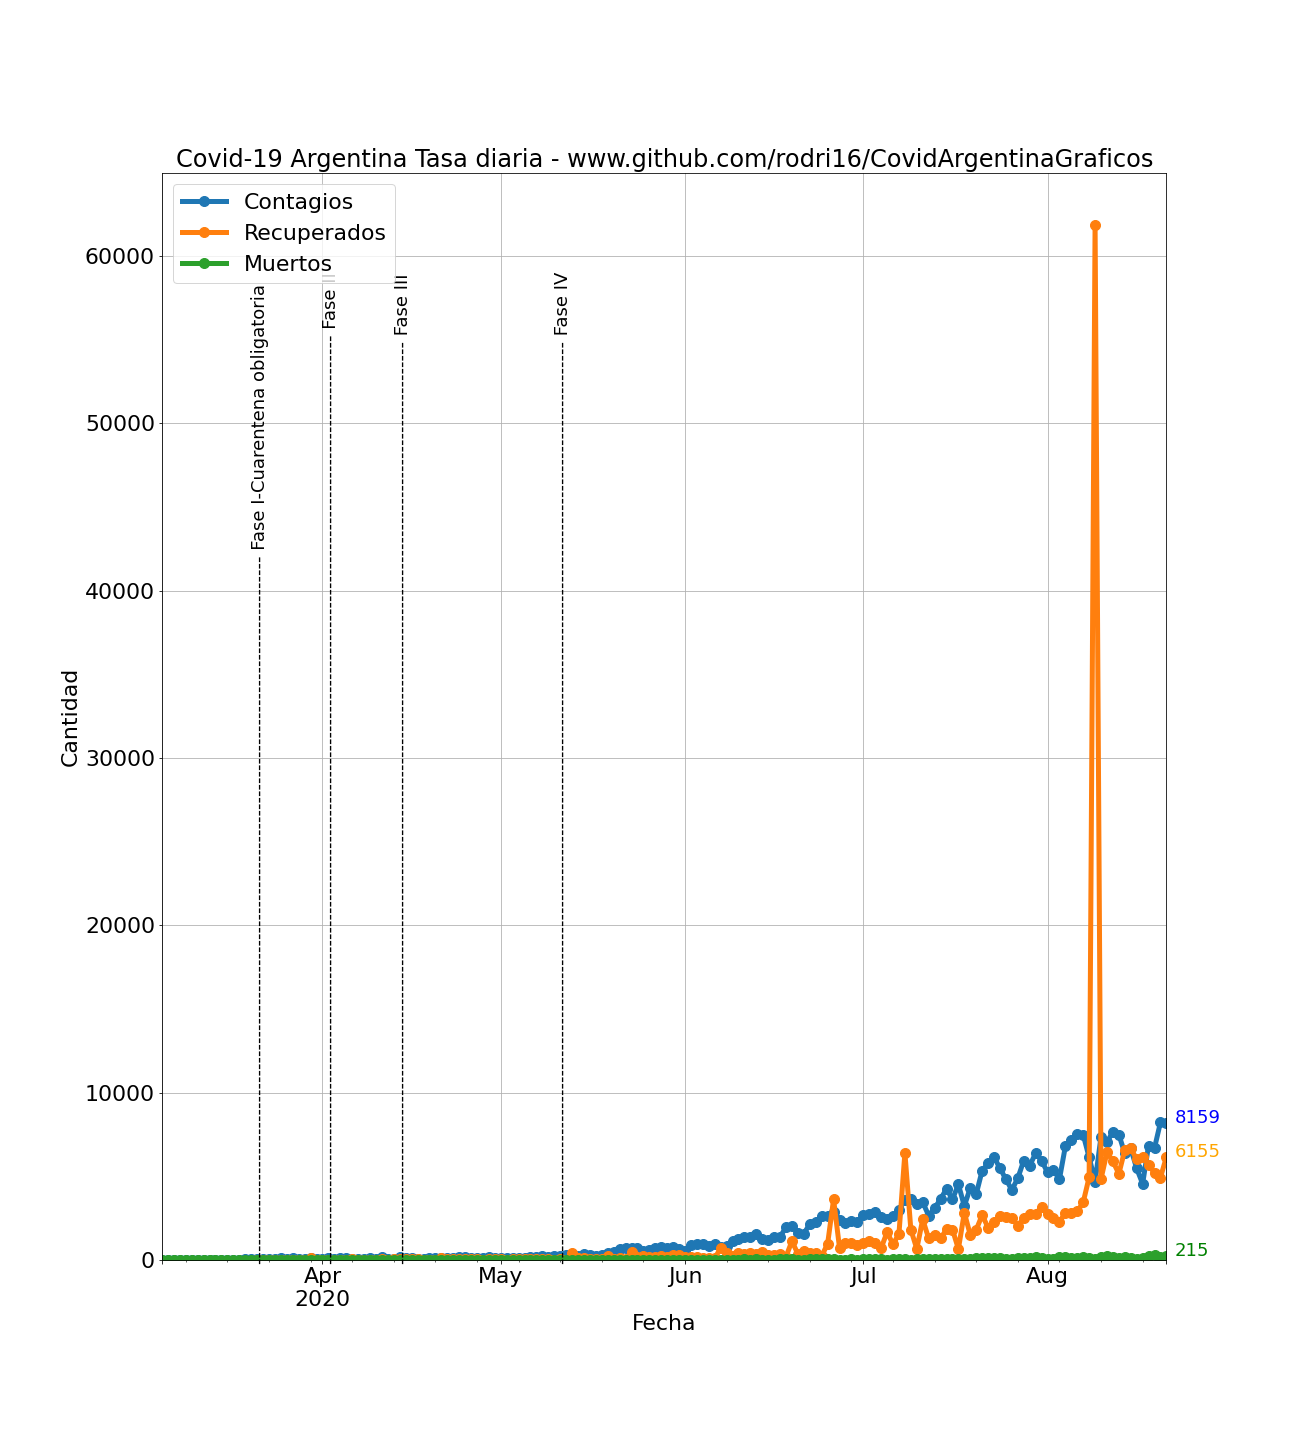 Covid-19 Argentina Tasa diaria - www.github.com/rodri16/CovidArgentinaGraficos
Contagios
Recuperados
Muertos
Fase I-Cuarentena obligatoria
Fase II
Fase III
Fase IV
60000
50000
40000
30000
20000
10000
0
Cantidad
8159
6155
215
Apr
2020
May
Jun
Jul
Aug
Fecha